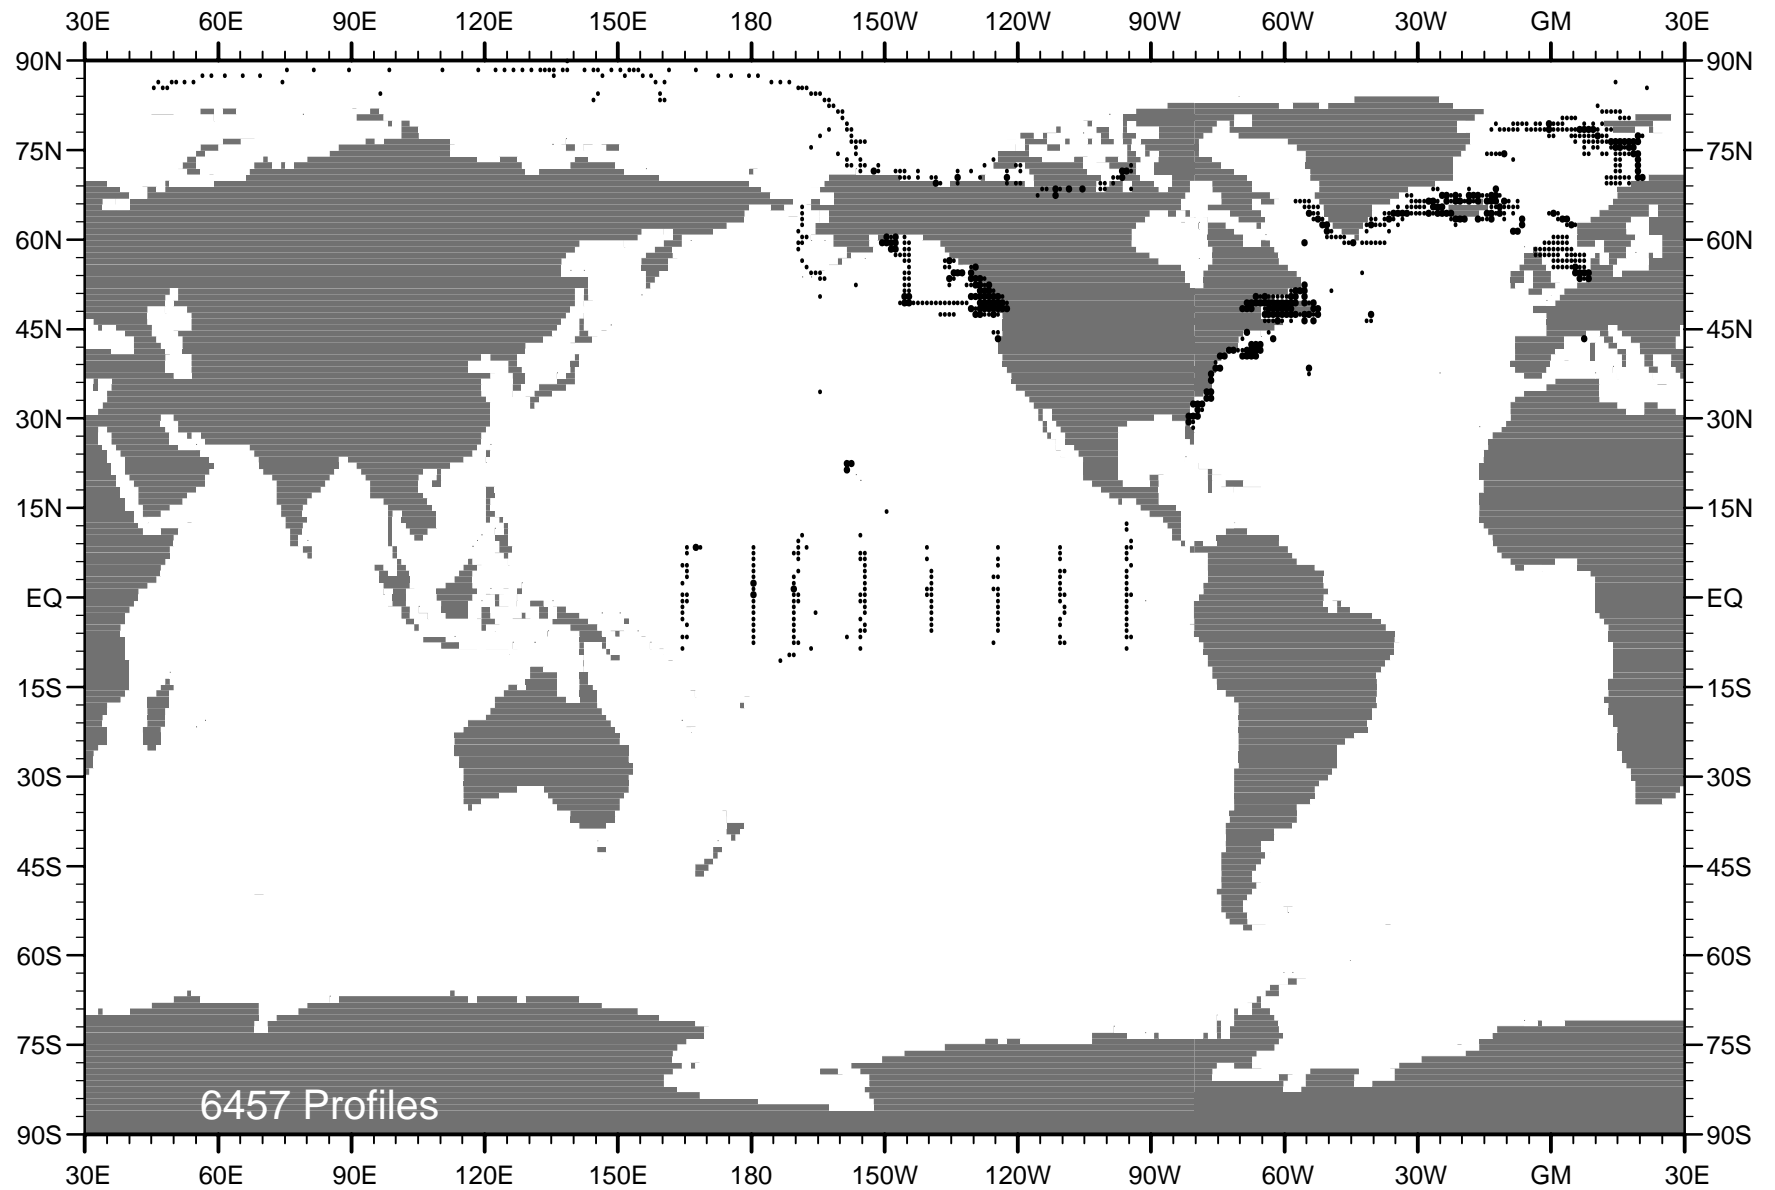 30E 60E 90E 120E 150E 180 150W 120W 90W 60W 30W GM 30E
90N 90N
75N 75N
60N 60N
45N 45N
30N 30N
15N 15N
EQ EQ
15S 15S
30S 30S
45S 45S
60S 60S
75S 75S
6457 Profiles
90S 90S
30E 60E 90E 120E 150E 180 150W 120W 90W 60W 30W GM 30E